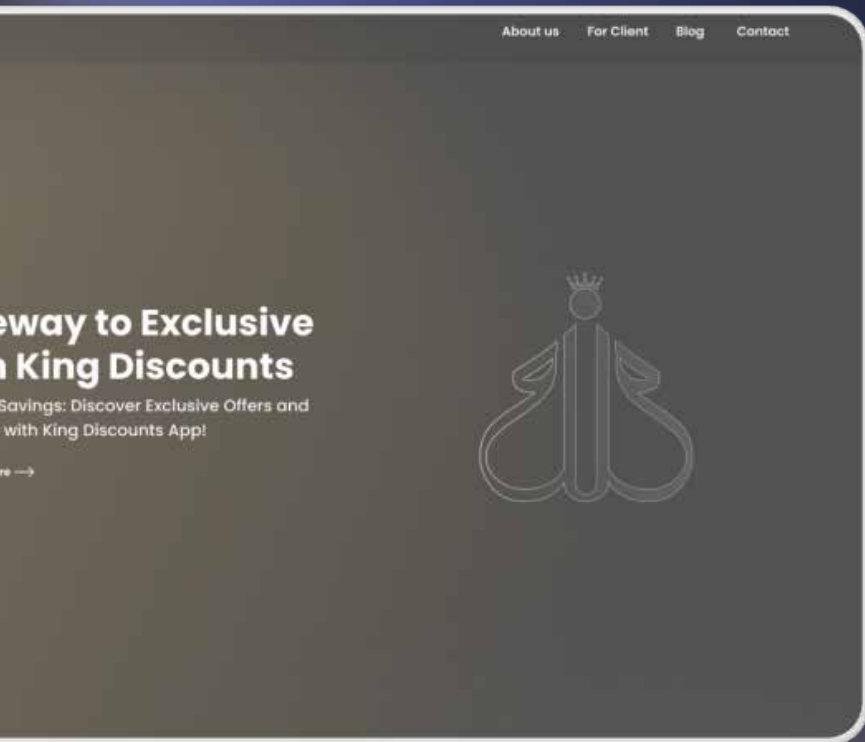 About us For Client Blog Contact
eway to Exclusive
King Discounts
Savings: Discover Exclusive Offers and
with King Discounts App!
re →